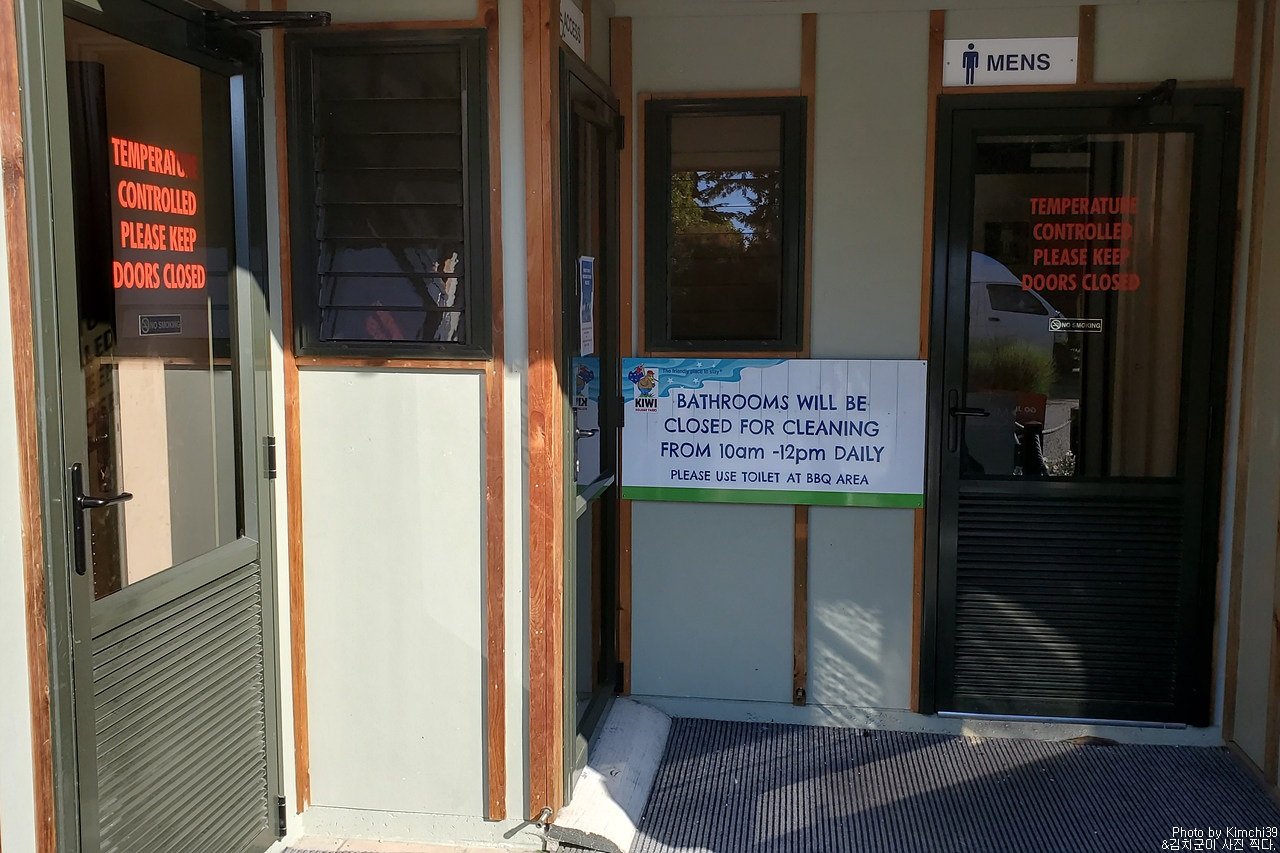 TEMPERATU
CONTROLLED
PLEASE KEEP
DOORS CLOSED
NO SMOKING
ACCESS
MENS
TEMPERATURE
CONTROLLED
PLEASE KEEP
DOORS CLOSED
NO SMOKING
KIWI
BATHROOMS WILL BE
CLOSED FOR CLEANING
FROM 10am -12pm DAILY
PLEASE USE TOILET AT BBQ AREA
Photo by Kimchi39
&김치군이 사진 찍다.